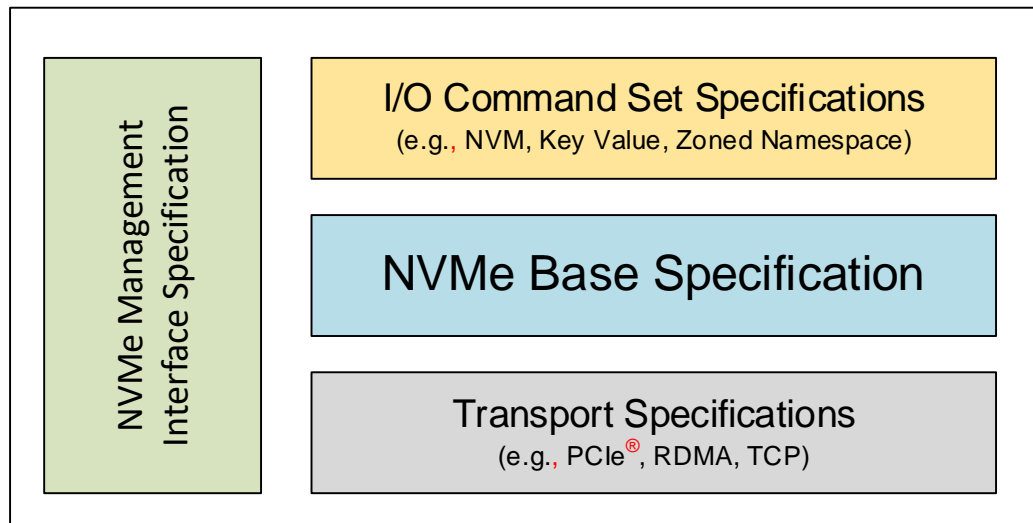 NVMe Management
Interface Specification
I/O Command Set Specifications
(e.g., NVM, Key Value, Zoned Namespace)
NVMe Base Specification
Transport Specifications
(e.g., PCIe®, RDMA, TCP)